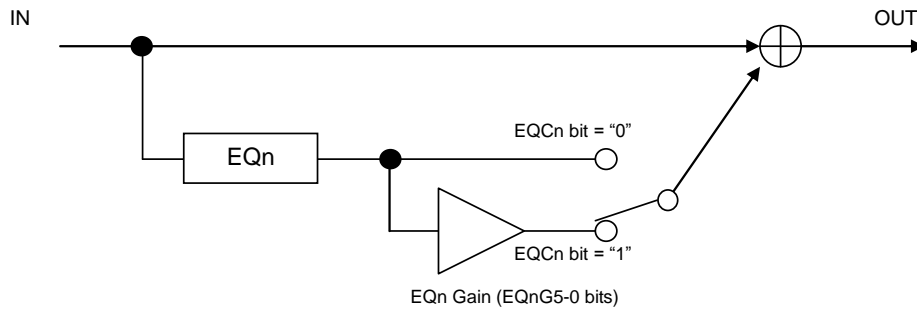 IN
OUT
EQCn bit = “0”
EQn
EQCn bit = “1”
EQn Gain (EQnG5-0 bits)